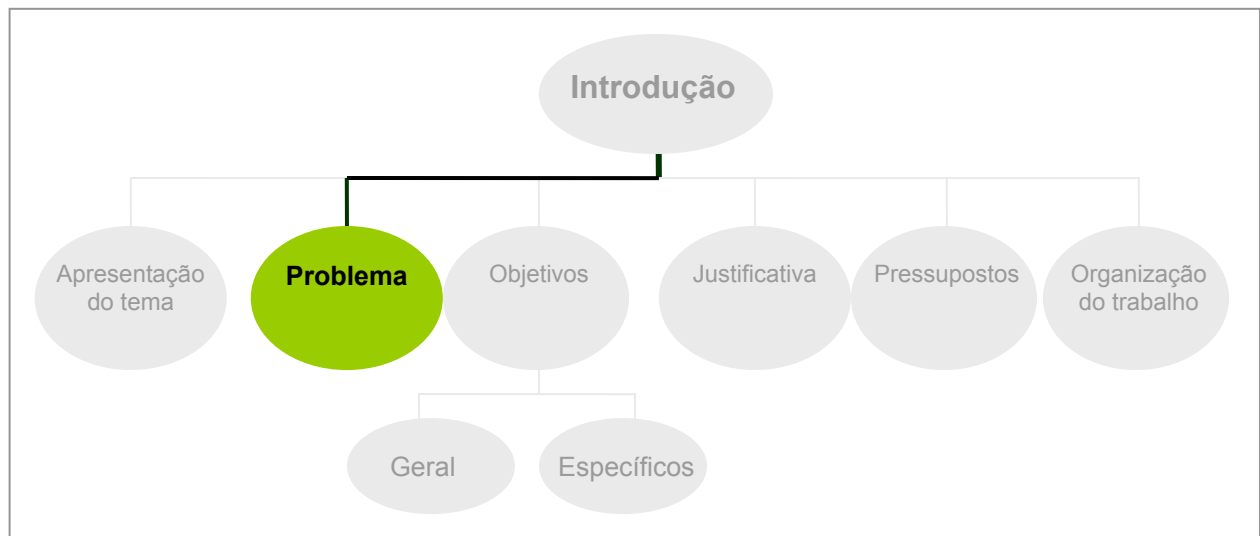 Introdução
Apresentação
do tema
Problema
Objetivos
Justificativa
Pressupostos
Organização
do trabalho
Geral
Específicos